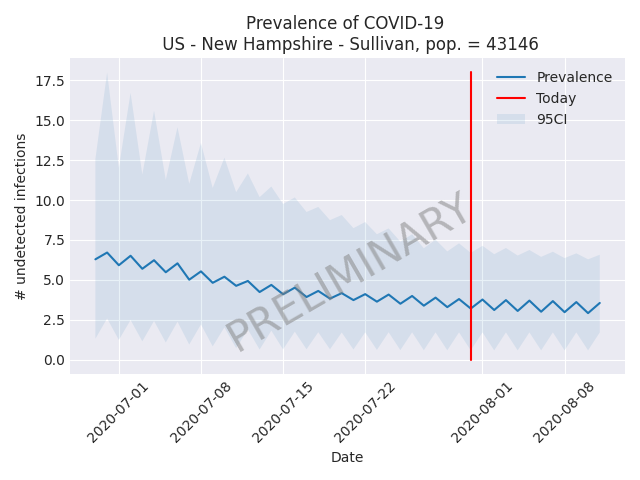 Prevalence of COVID-19
US - New Hampshire - Sullivan, pop. = 43146
# undetected infections
17.5
15.0
12.5
10.0
7.5
5.0
2.5
0.0
Prevalence
Today
95CI
PRELIMINARY
2020-07-01
2020-07-08
2020-07-15
2020-07-22
2020-08-01
2020-08-08
Date